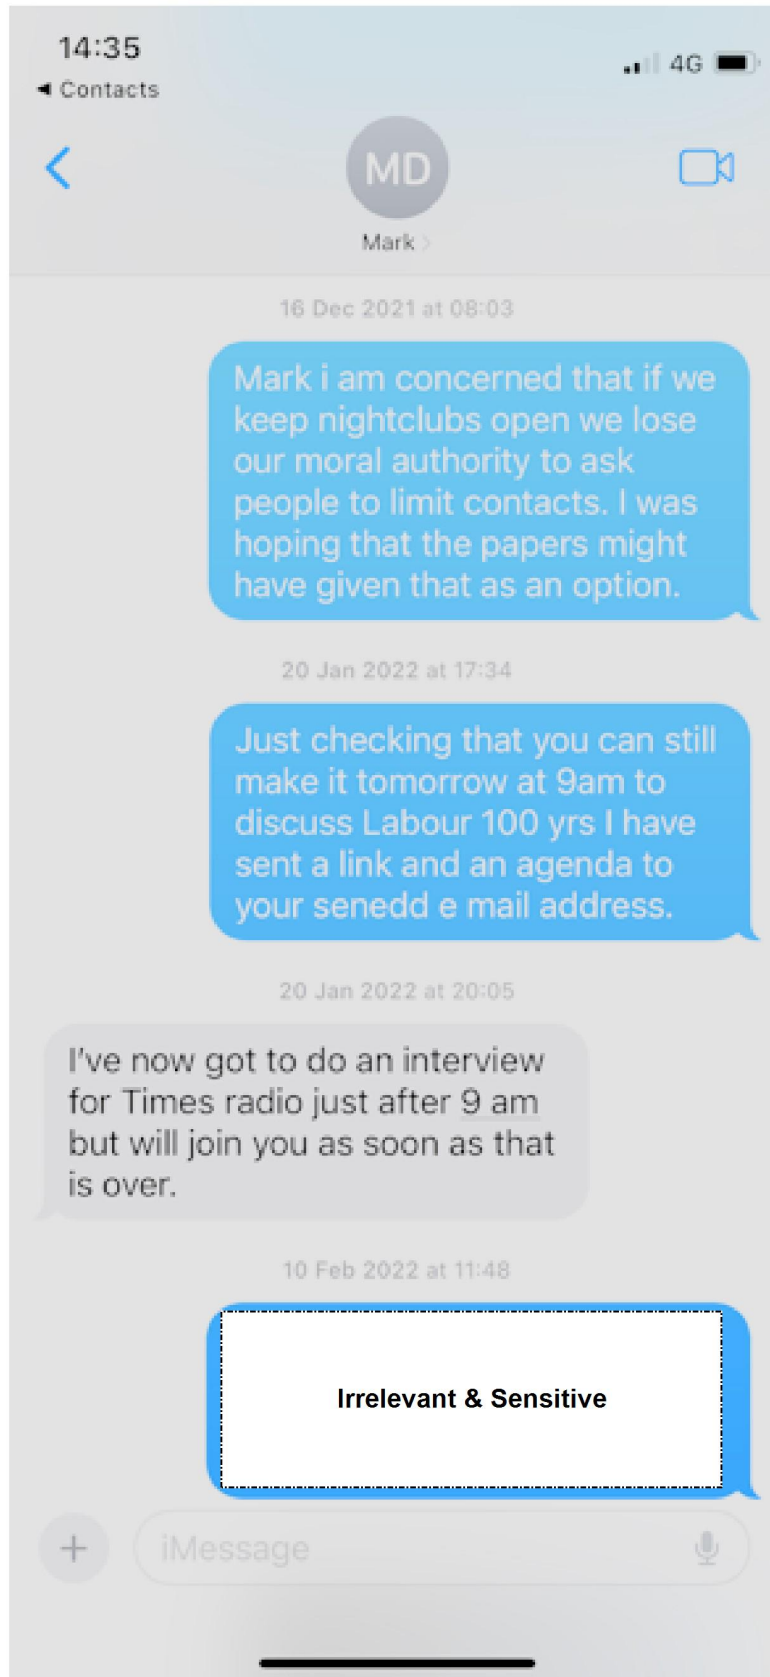 14:35
4G
Contacts
MD
Mark
16 Dec 2021 at 08:03
Mark i am concerned that if we
keep nightclubs open we lose
our moral authority to ask
people to limit contacts. I was
hoping that the papers might
have given that as an option.
20 Jan 2022 at 17:34
Just checking that you can still
make it tomorrow at 9am to
discuss Labour 100 yrs I have
sent a link and an agenda to
your senedd e mail address.
20 Jan 2022 at 20:05
I've now got to do an interview
for Times radio just after 9 am
but will join you as soon as that
is over.
10 Feb 2022 at 11:48
Irrelevant & Sensitive
iMessage